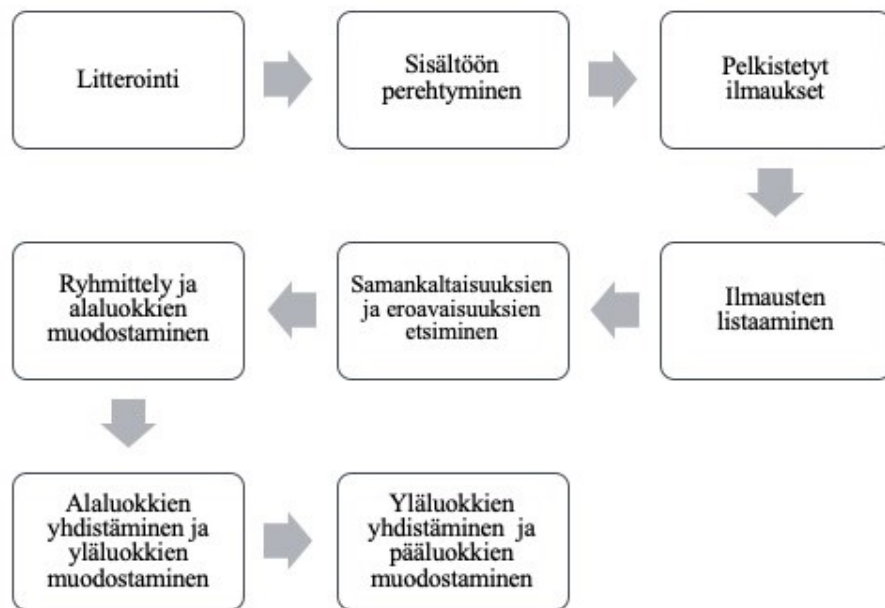 Litterointi
Sisältöön
perehtyminen
Pelkistetyt
ilmaukset
Ilmausten
listaaminen
Samankaltaisuuksien
ja eroavaisuuksien
etsiminen
Ryhmittely ja
alaluokkien
muodostaminen
Alaluokkien
yhdistäminen ja
yläluokkien
muodostaminen
Yläluokkien
yhdistäminen ja
pääluokkien
muodostaminen